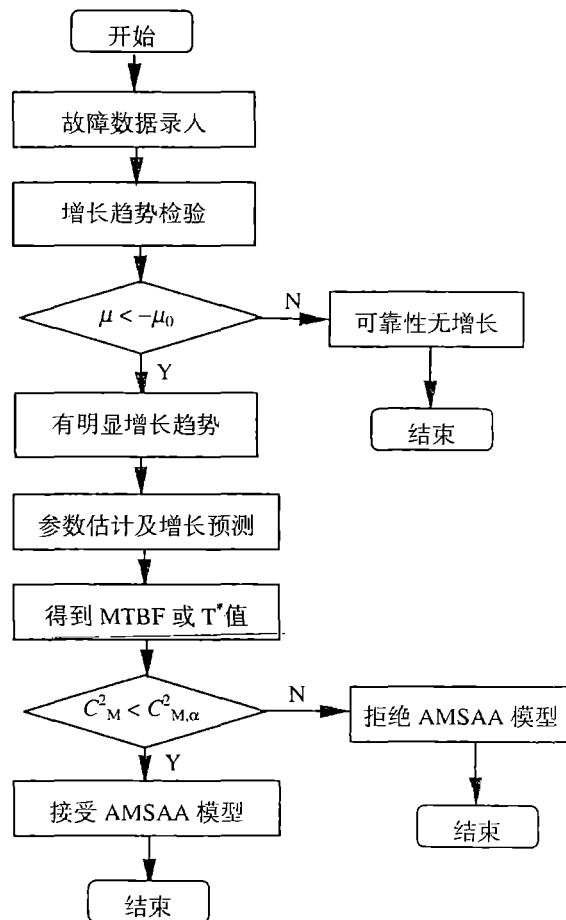 开始
故障数据录人
增长趋势检验
μ < -μ₀
N
可靠性无增长
Y
结束
有明显增长趋势
参数估计及增长预测
得到 MTBF 或 T*值
C²_M < C²_M,α
N
拒绝 AMSAA 模型
Y
接受 AMSAA 模型
结束
结束